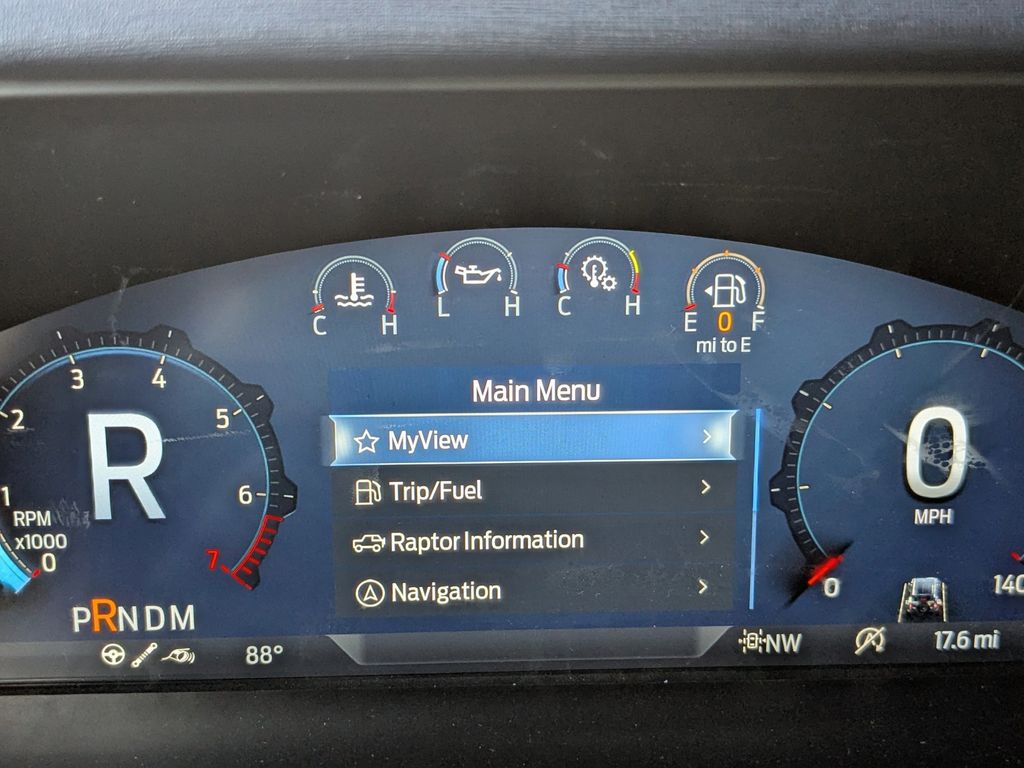 C H
L H
C H
E 0 F
mi to E
Main Menu
MyView
Trip/Fuel
Raptor Information
Navigation
1 2 3 4 5 6 7
R
RPM
x1000
0
PRNDM
88°
0
MPH
0
140
NW
17.6 mi